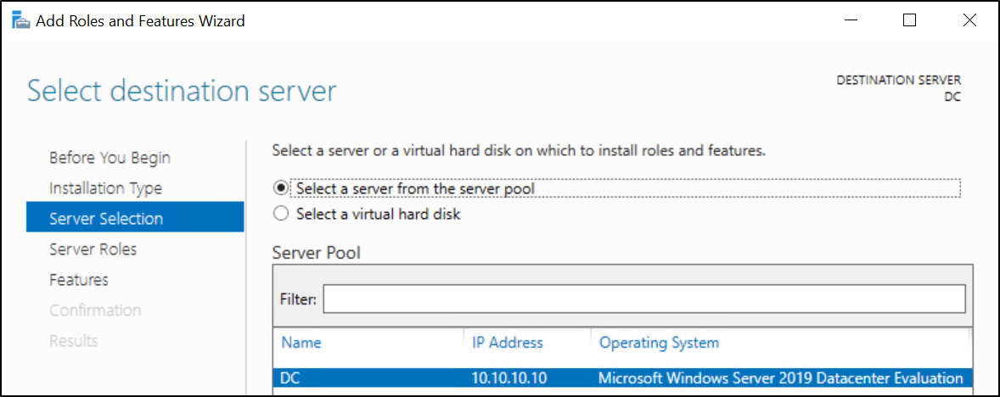 Add Roles and Features Wizard
Select destination server
DESTINATION SERVER
DC
Before You Begin
Installation Type
Server Selection
Server Roles
Features
Confirmation
Results
Select a server or a virtual hard disk on which to install roles and features.
Select a server from the server pool
Select a virtual hard disk
Server Pool
Filter:
Name IP Address Operating System
DC 10.10.10.10 Microsoft Windows Server 2019 Datacenter Evaluation